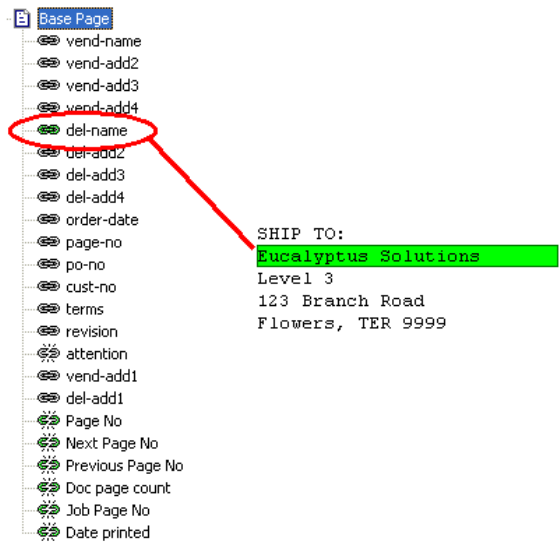 Base Page
vend-name
vend-add2
vend-add3
vend-add4
del-name
del-add2
del-add3
del-add4
order-date
page-no
po-no
cust-no
terms
revision
attention
vend-add1
del-add1
Page No
Next Page No
Previous Page No
Doc page count
Job Page No
Date printed
SHIP TO:
Eucalyptus Solutions
Level 3
123 Branch Road
Flowers, TER 9999